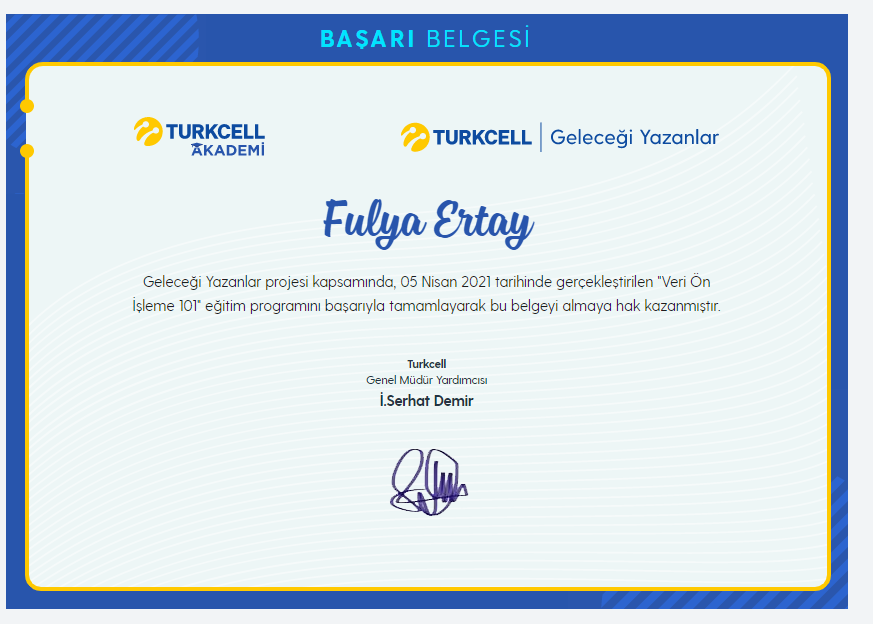 BAŞARI BELGESİ
TURKCELL
AKADEMİ
TURKCELL | Geleceği Yazanlar
Fulya Ertay
Geleceği Yazanlar projesi kapsamında, 05 Nisan 2021 tarihinde gerçekleştirilen "Veri Ön
İşleme 101" eğitim programını başarıyla tamamlayarak bu belgeyi almaya hak kazanmıştır.
Turkcell
Genel Müdür Yardımcısı
İ.Serhat Demir